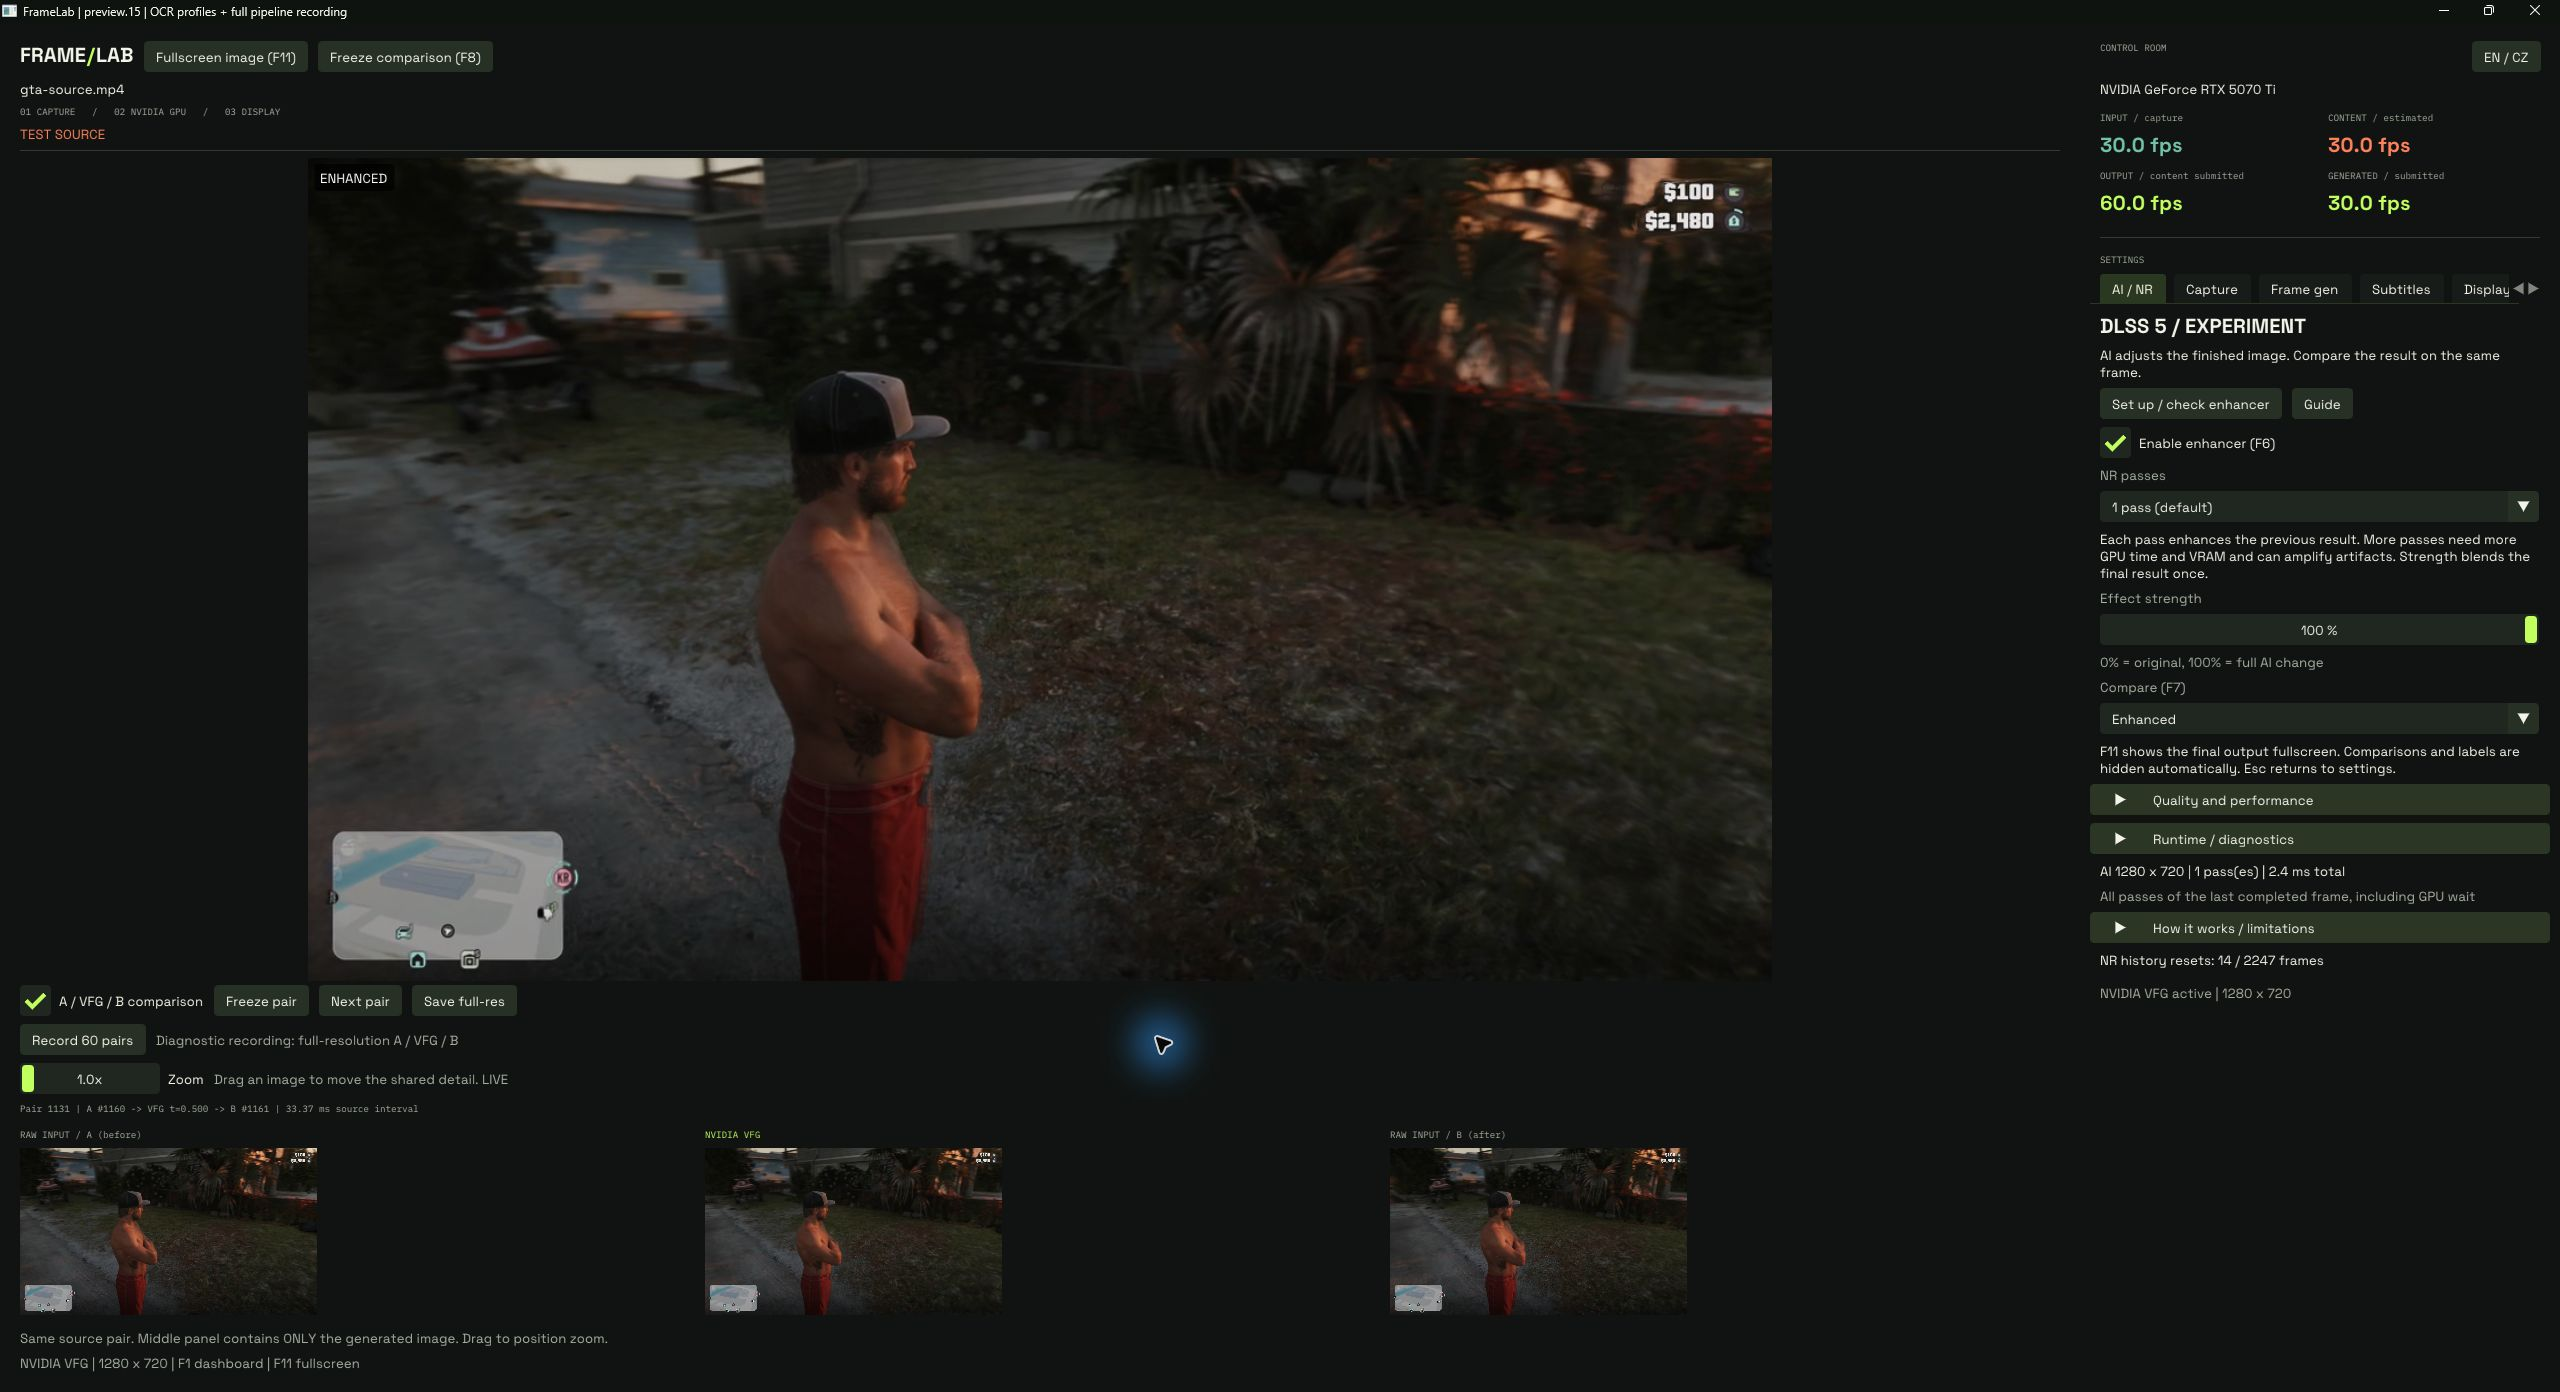 FrameLab | preview.15 | OCR profiles + full pipeline recording
FRAME/LAB
Fullscreen image (F11)
Freeze comparison (F8)
gta-source.mp4
01 CAPTURE / 02 NVIDIA GPU / 03 DISPLAY
TEST SOURCE
ENHANCED
$100
$2,480
A / VFG / B comparison
Freeze pair
Next pair
Save full-res
Record 60 pairs
Diagnostic recording: full-resolution A / VFG / B
1.0x
Zoom
Drag an image to move the shared detail. LIVE
Pair 1131 | A #1160 -> VFG t=0.500 -> B #1161 | 33.37 ms source interval
RAW INPUT / A (before)
NVIDIA VFG
RAW INPUT / B (after)
Same source pair. Middle panel contains ONLY the generated image. Drag to position zoom.
NVIDIA VFG | 1280 x 720 | F1 dashboard | F11 fullscreen
CONTROL ROOM
EN / CZ
NVIDIA GeForce RTX 5070 Ti
INPUT / capture
CONTENT / estimated
30.0 fps
30.0 fps
OUTPUT / content submitted
GENERATED / submitted
60.0 fps
30.0 fps
SETTINGS
AI / NR
Capture
Frame gen
Subtitles
Display
DLSS 5 / EXPERIMENT
AI adjusts the finished image. Compare the result on the same
frame.
Set up / check enhancer
Guide
Enable enhancer (F6)
NR passes
1 pass (default)
Each pass enhances the previous result. More passes need more
GPU time and VRAM and can amplify artifacts. Strength blends the
final result once.
Effect strength
100 %
0% = original, 100% = full AI change
Compare (F7)
Enhanced
F11 shows the final output fullscreen. Comparisons and labels are
hidden automatically. Esc returns to settings.
Quality and performance
Runtime / diagnostics
AI 1280 x 720 | 1 pass(es) | 2.4 ms total
All passes of the last completed frame, including GPU wait
How it works / limitations
NR history resets: 14 / 2247 frames
NVIDIA VFG active | 1280 x 720